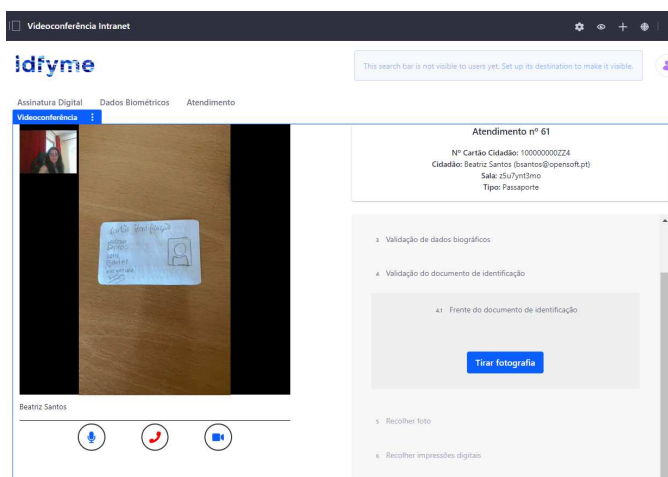 Videoconferência Intranet
idfyme
This search bar is not visible to users yet. Set up its destination to make it visible.
Assinatura Digital Dados Biométricos Atendimento
Videoconferência
Cartão
Beatriz Santos
Atendimento nº 61
Nº Cartão Cidadão: 100000000ZZ4
Cidadão: Beatriz Santos (bsantos@opensoft.pt)
Sala: z5u7ynt3mo
Tipo: Passaporte
3 Validação de dados biográficos
4 Validação do documento de identificação
4.1 Frente do documento de identificação
Tirar fotografia
5 Recolher foto
6 Recolher impressões digitais